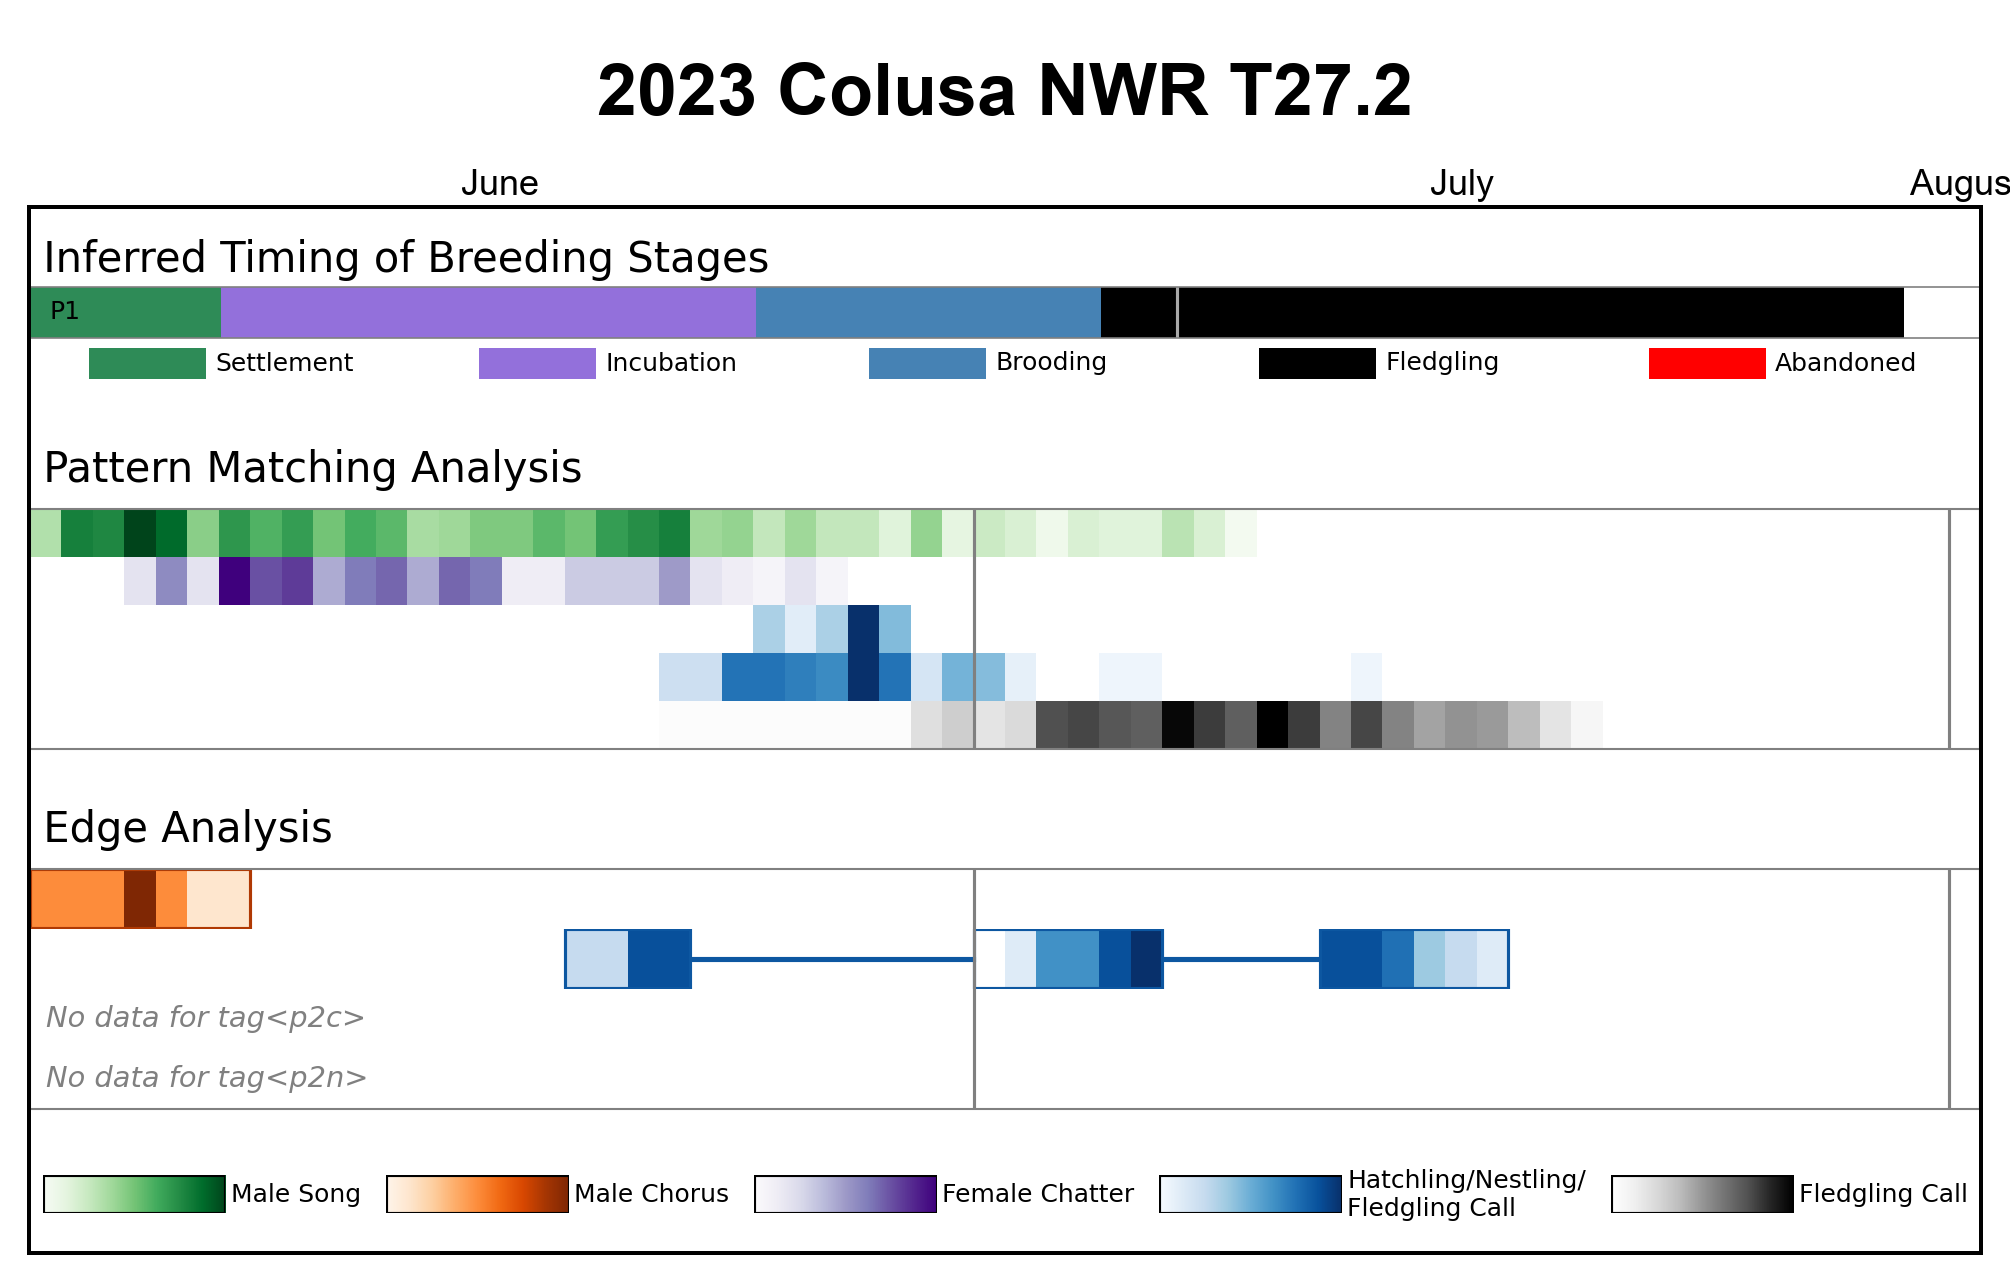 2023 Colusa NWR T27.2
June July Augus
Inferred Timing of Breeding Stages
P1
Settlement Incubation Brooding Fledgling Abandoned
Pattern Matching Analysis
Edge Analysis
No data for tag<p2c>
No data for tag<p2n>
Male Song Male Chorus Female Chatter Hatchling/Nestling/
Fledgling Call Fledgling Call